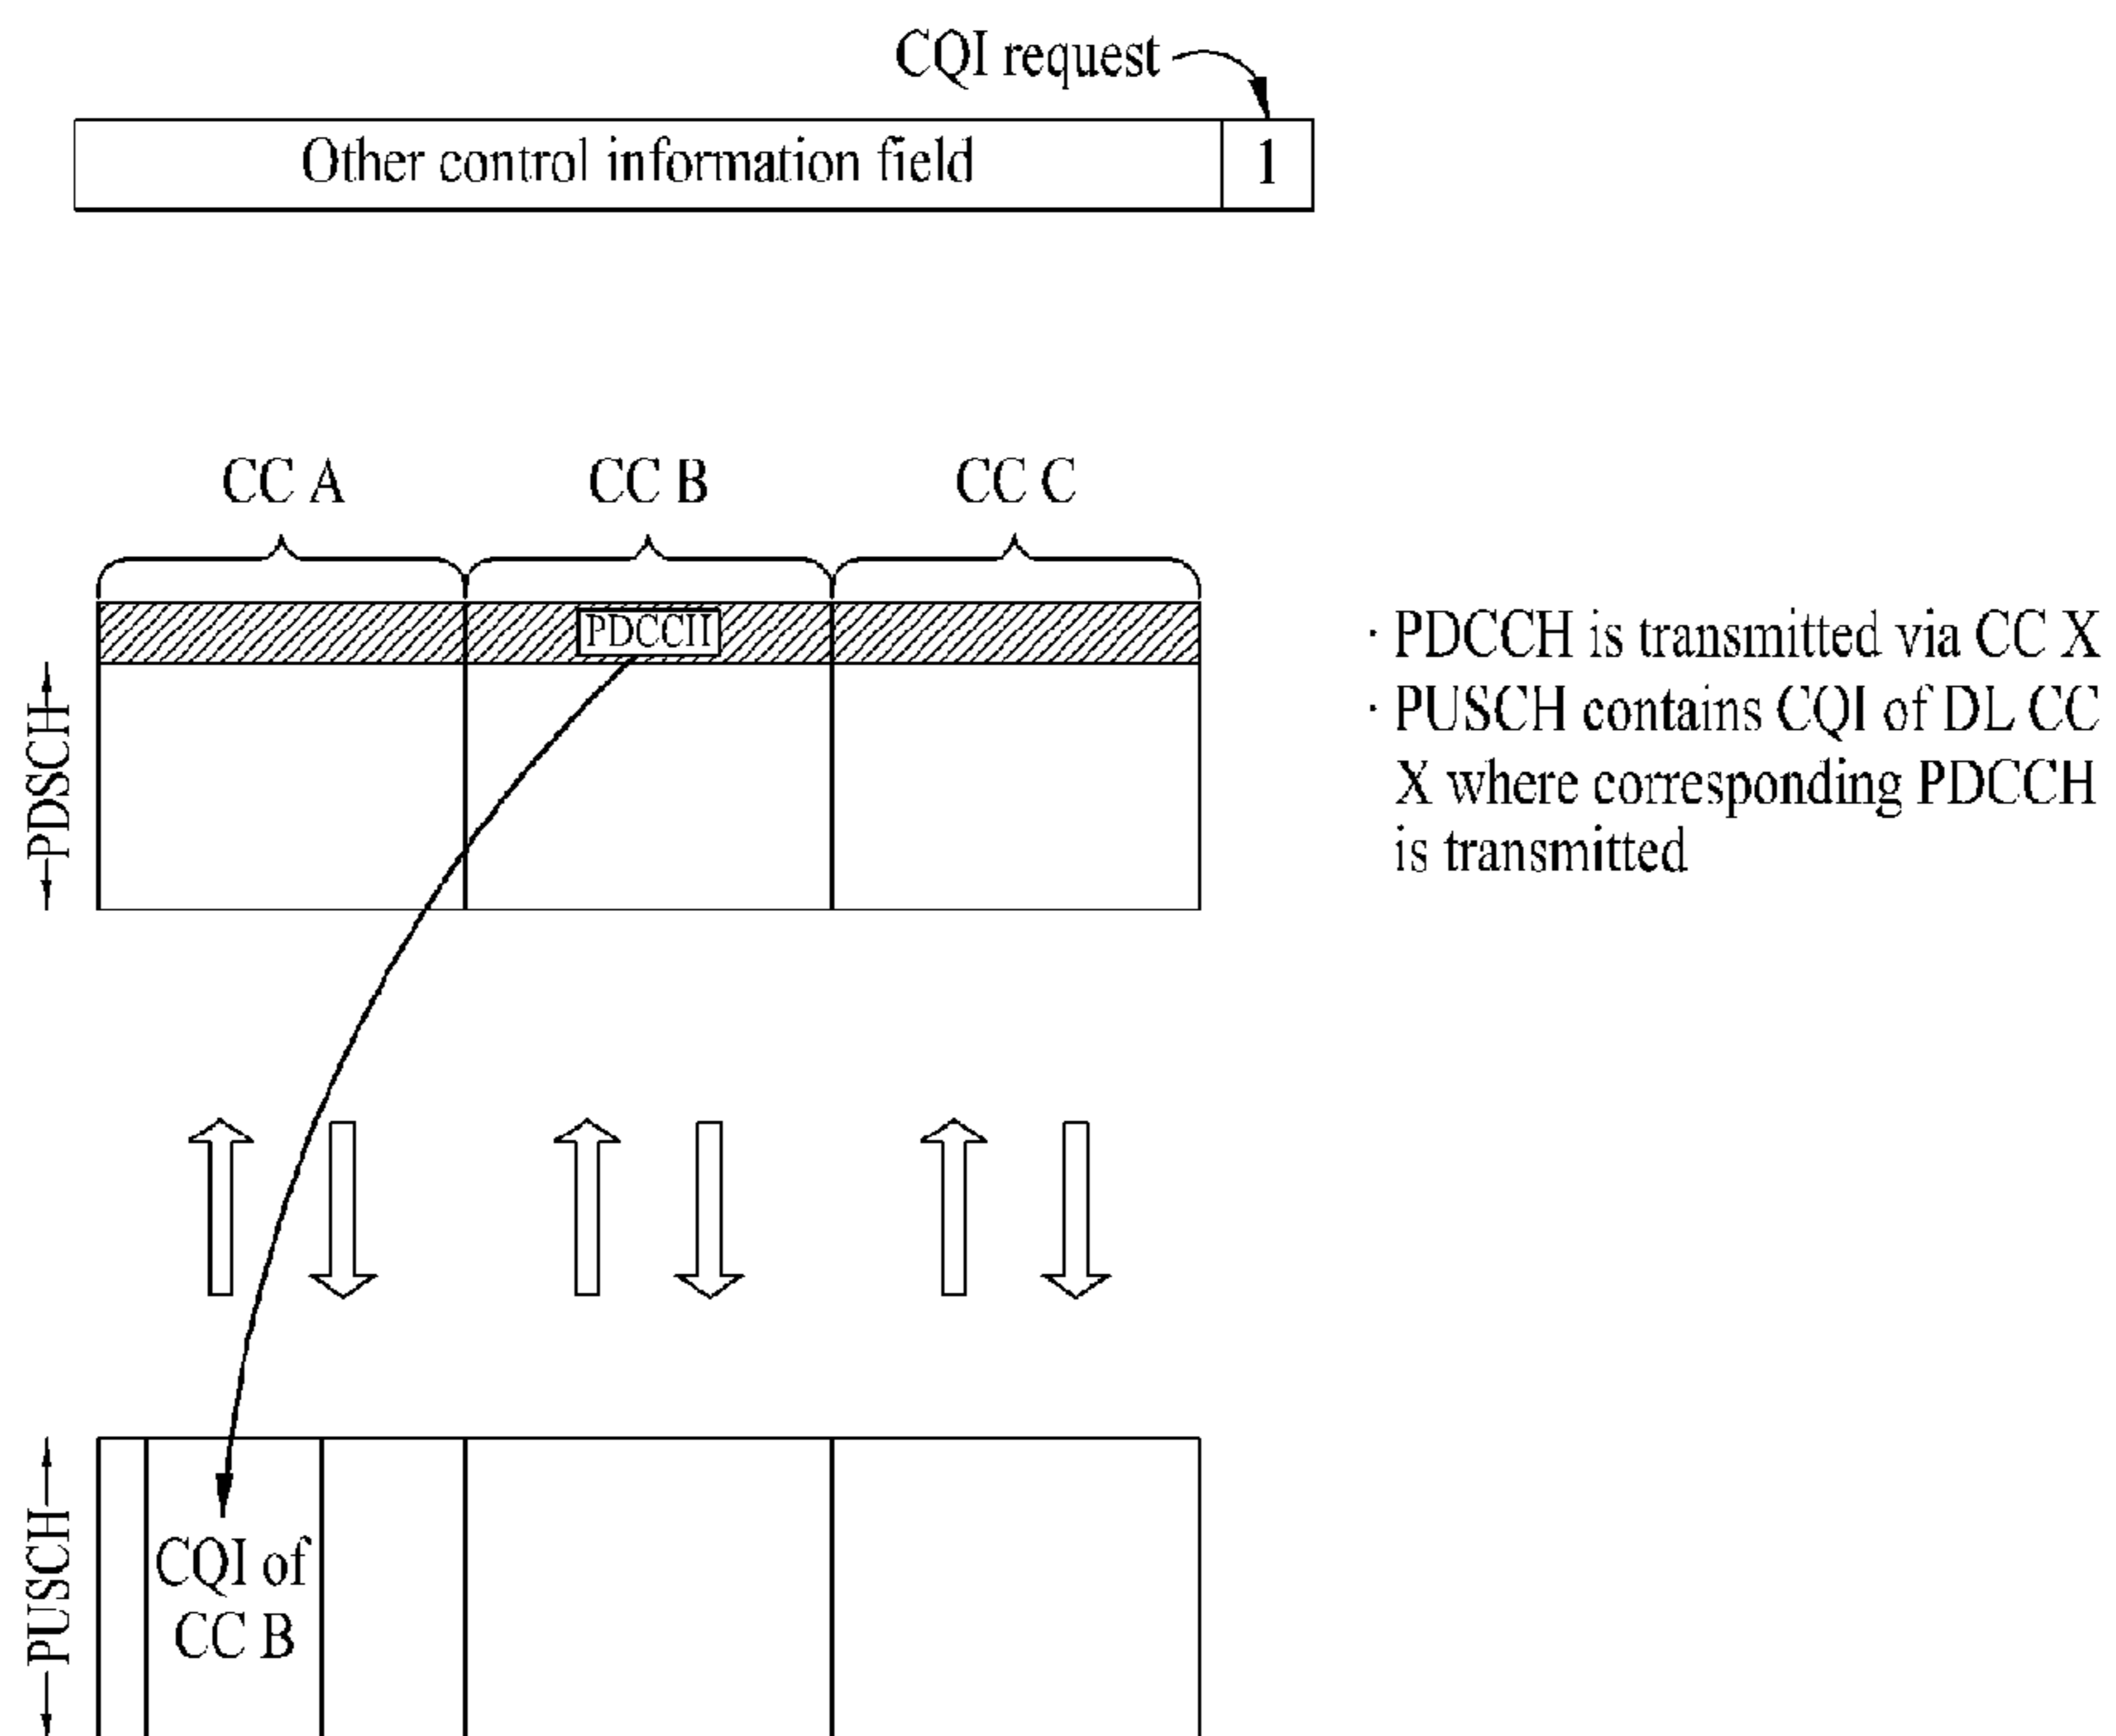 CQI request
Other control information field 1
CC A CC B CC C
PDCCH
PDSCH
· PDCCH is transmitted via CC X
· PUSCH contains CQI of DL CC
X where corresponding PDCCH
is transmitted
PUSCH
CQI of
CC B